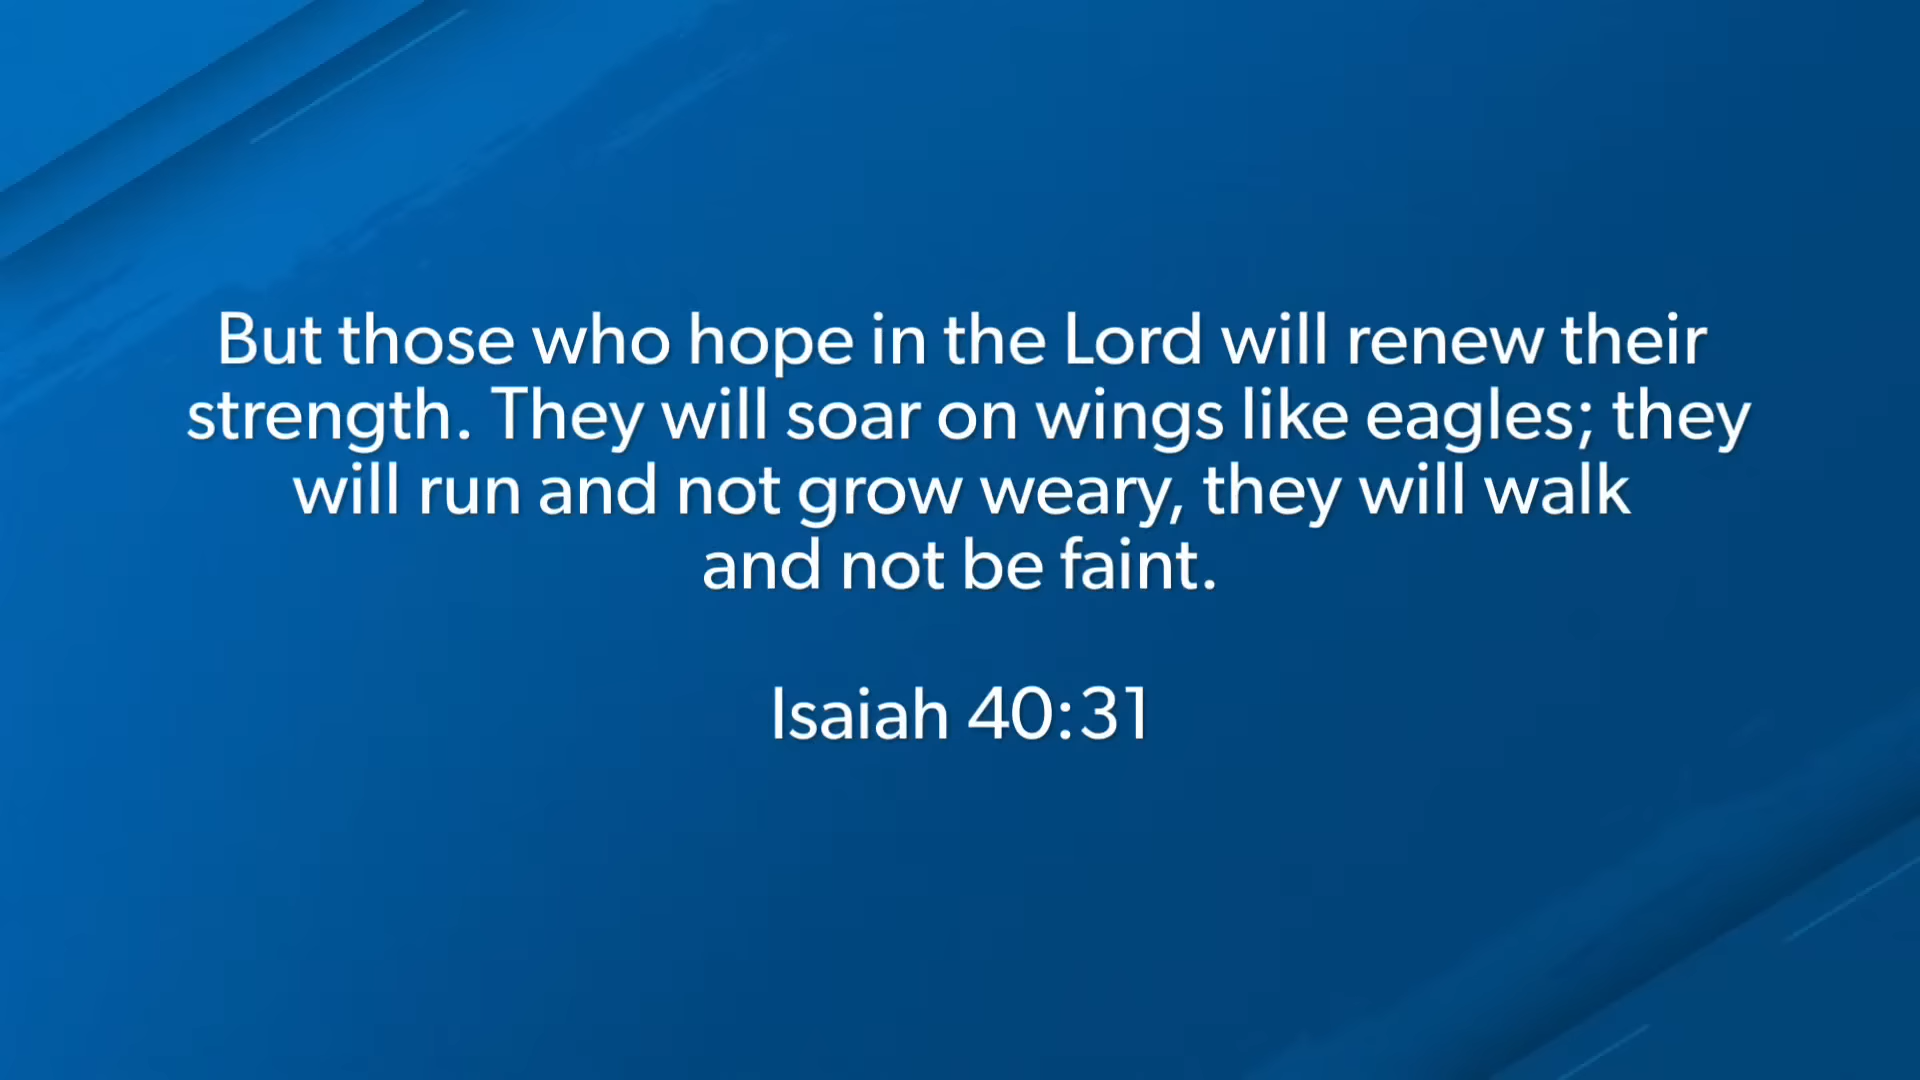 But those who hope in the Lord will renew their
strength. They will soar on wings like eagles; they
will run and not grow weary, they will walk
and not be faint.
Isaiah 40:31